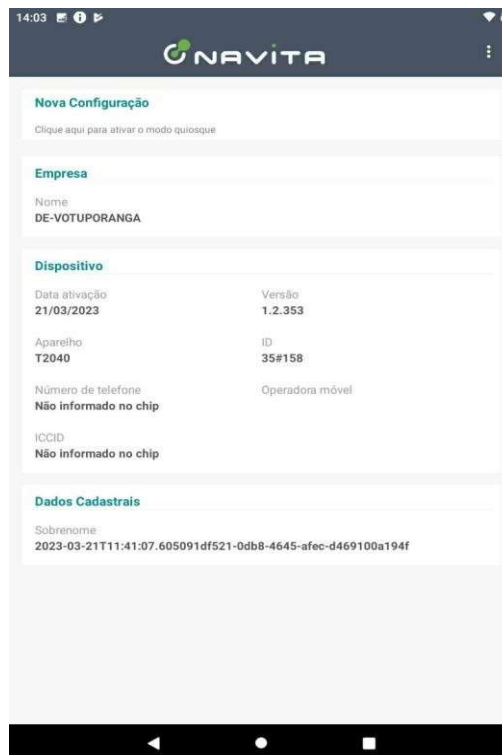 14:03
NAVITA
Nova Configuração
Clique aqui para ativar o modo quiosque
Empresa
Nome
DE-VOTUPORANGA
Dispositivo
Data ativação
21/03/2023
Versão
1.2.353
Aparelho
T2040
ID
35#158
Número de telefone
Não informado no chip
Operadora móvel
ICCID
Não informado no chip
Dados Cadastrais
Sobrenome
2023-03-21T11:41:07.605091df521-0db8-4645-afec-d469100a194f